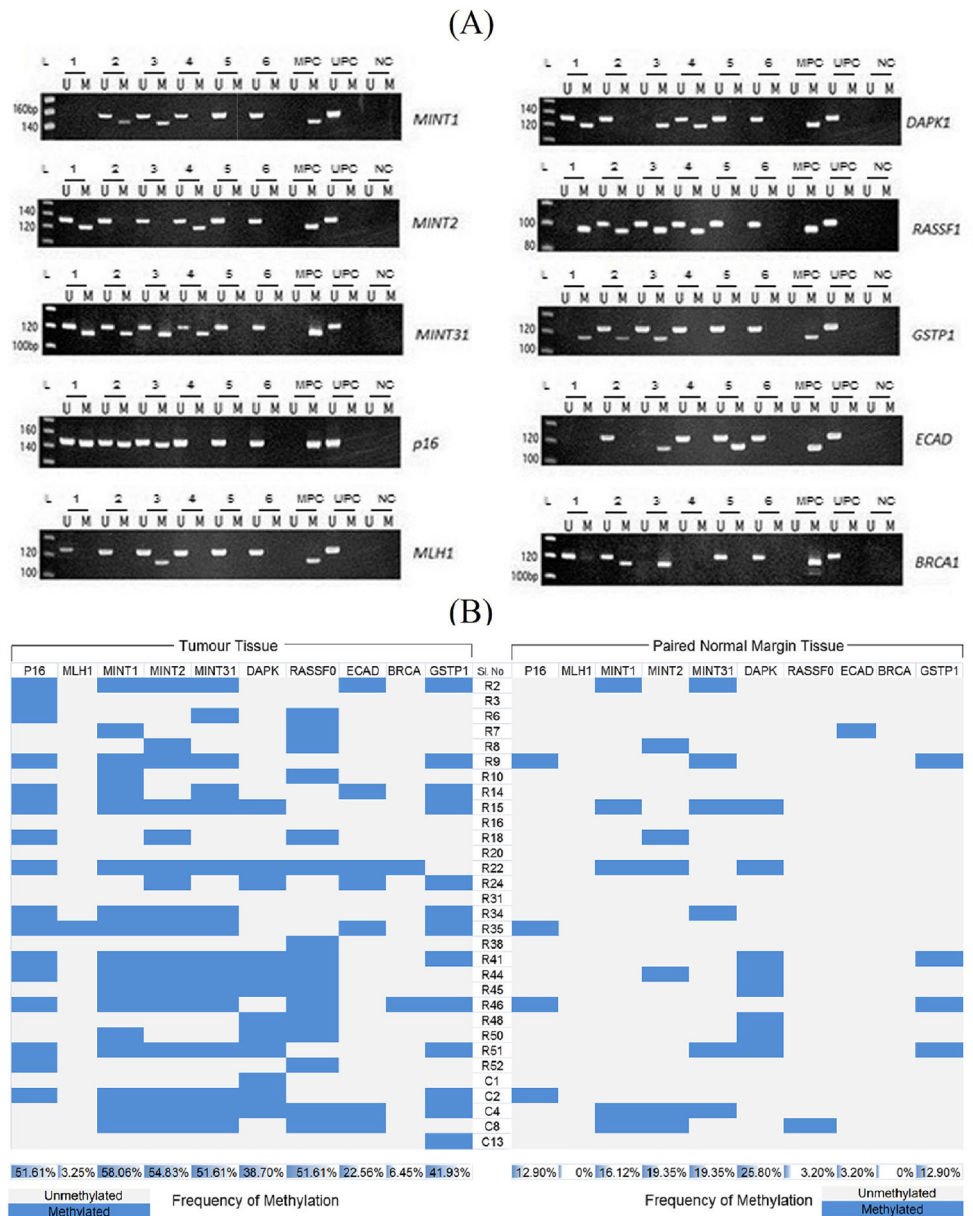 (A)
L 1 2 3 4 5 6 MPC UPC NC
U M U M U M U M U M U M U M U M U M
160bp
140
MINT1
L 1 2 3 4 5 6 MPC UPC NC
U M U M U M U M U M U M U M U M U M
140
120
MINT2
L 1 2 3 4 5 6 MPC UPC NC
U M U M U M U M U M U M U M U M U M
120
100bp
MINT31
L 1 2 3 4 5 6 MPC UPC NC
U M U M U M U M U M U M U M U M U M
160
140
p16
L 1 2 3 4 5 6 MPC UPC NC
U M U M U M U M U M U M U M U M U M
120
100
MLH1
L 1 2 3 4 5 6 MPC UPC NC
U M U M U M U M U M U M U M U M U M
140
120
DAPK1
L 1 2 3 4 5 6 MPC UPC NC
U M U M U M U M U M U M U M U M U M
100
80
RASSF1
L 1 2 3 4 5 6 MPC UPC NC
U M U M U M U M U M U M U M U M U M
120
100
GSTP1
L 1 2 3 4 5 6 MPC UPC NC
U M U M U M U M U M U M U M U M U M
120
100
ECAD
L 1 2 3 4 5 6 MPC UPC NC
U M U M U M U M U M U M U M U M U M
120
100bp
BRCA1
(B)
Tumour Tissue Paired Normal Margin Tissue
P16 MLH1 MINT1 MINT2 MINT31 DAPK RASSF0 ECAD BRCA GSTP1 Sl. No P16 MLH1 MINT1 MINT2 MINT31 DAPK RASSF0 ECAD BRCA GSTP1
R2
R3
R6
R7
R8
R9
R10
R14
R15
R16
R18
R20
R22
R24
R31
R34
R35
R38
R41
R44
R45
R46
R48
R50
R51
R52
C1
C2
C4
C8
C13
51.61% 3.25% 58.06% 54.83% 51.61% 38.70% 51.61% 22.56% 6.45% 41.93% 12.90% 0% 16.12% 19.35% 19.35% 25.80% 3.20% 3.20% 0% 12.90%
Unmethylated
Methylated
Frequency of Methylation
Frequency of Methylation
Unmethylated
Methylated